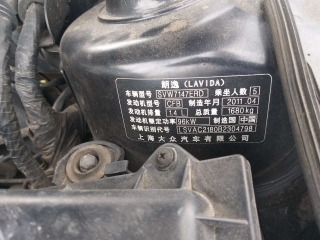 朗逸 (LAVIDA)
车辆型号 SVW7147ERD 乘坐人数 5
发动机型号 CFB 制造年月 2011.04
发动机排量 1.4 L 总质量 1680kg
发动机额定功率 96kW 制造国 中国
车辆识别代号 LSVAC2180B2304798
上海大众汽车有限公司